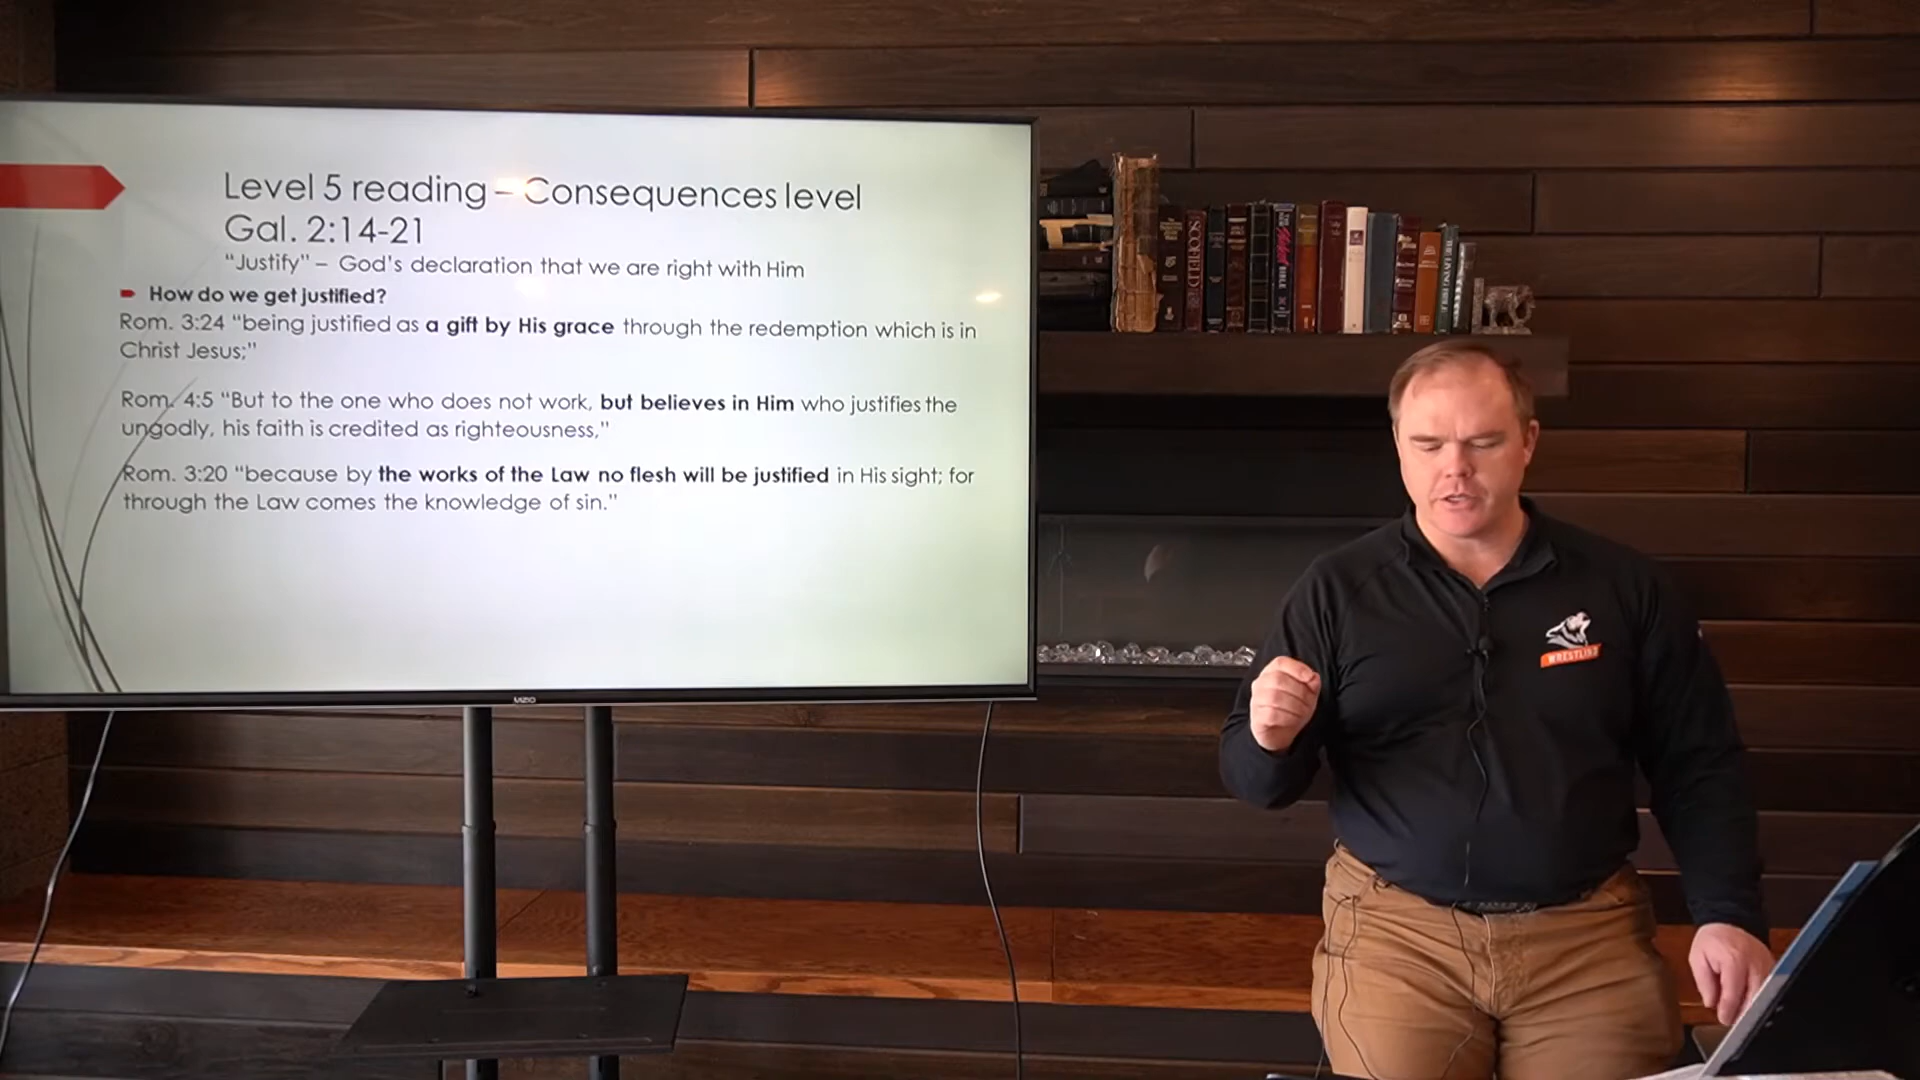 Level 5 reading – Consequences level
Gal. 2:14-21
“Justify” – God’s declaration that we are right with Him
How do we get justified?
Rom. 3:24 “being justified as a gift by His grace through the redemption which is in
Christ Jesus;”
Rom. 4:5 “But to the one who does not work, but believes in Him who justifies the
ungodly, his faith is credited as righteousness,”
Rom. 3:20 “because by the works of the Law no flesh will be justified in His sight; for
through the Law comes the knowledge of sin.”
VIZIO
SCOFIELD
BIBLE
WRESTLING